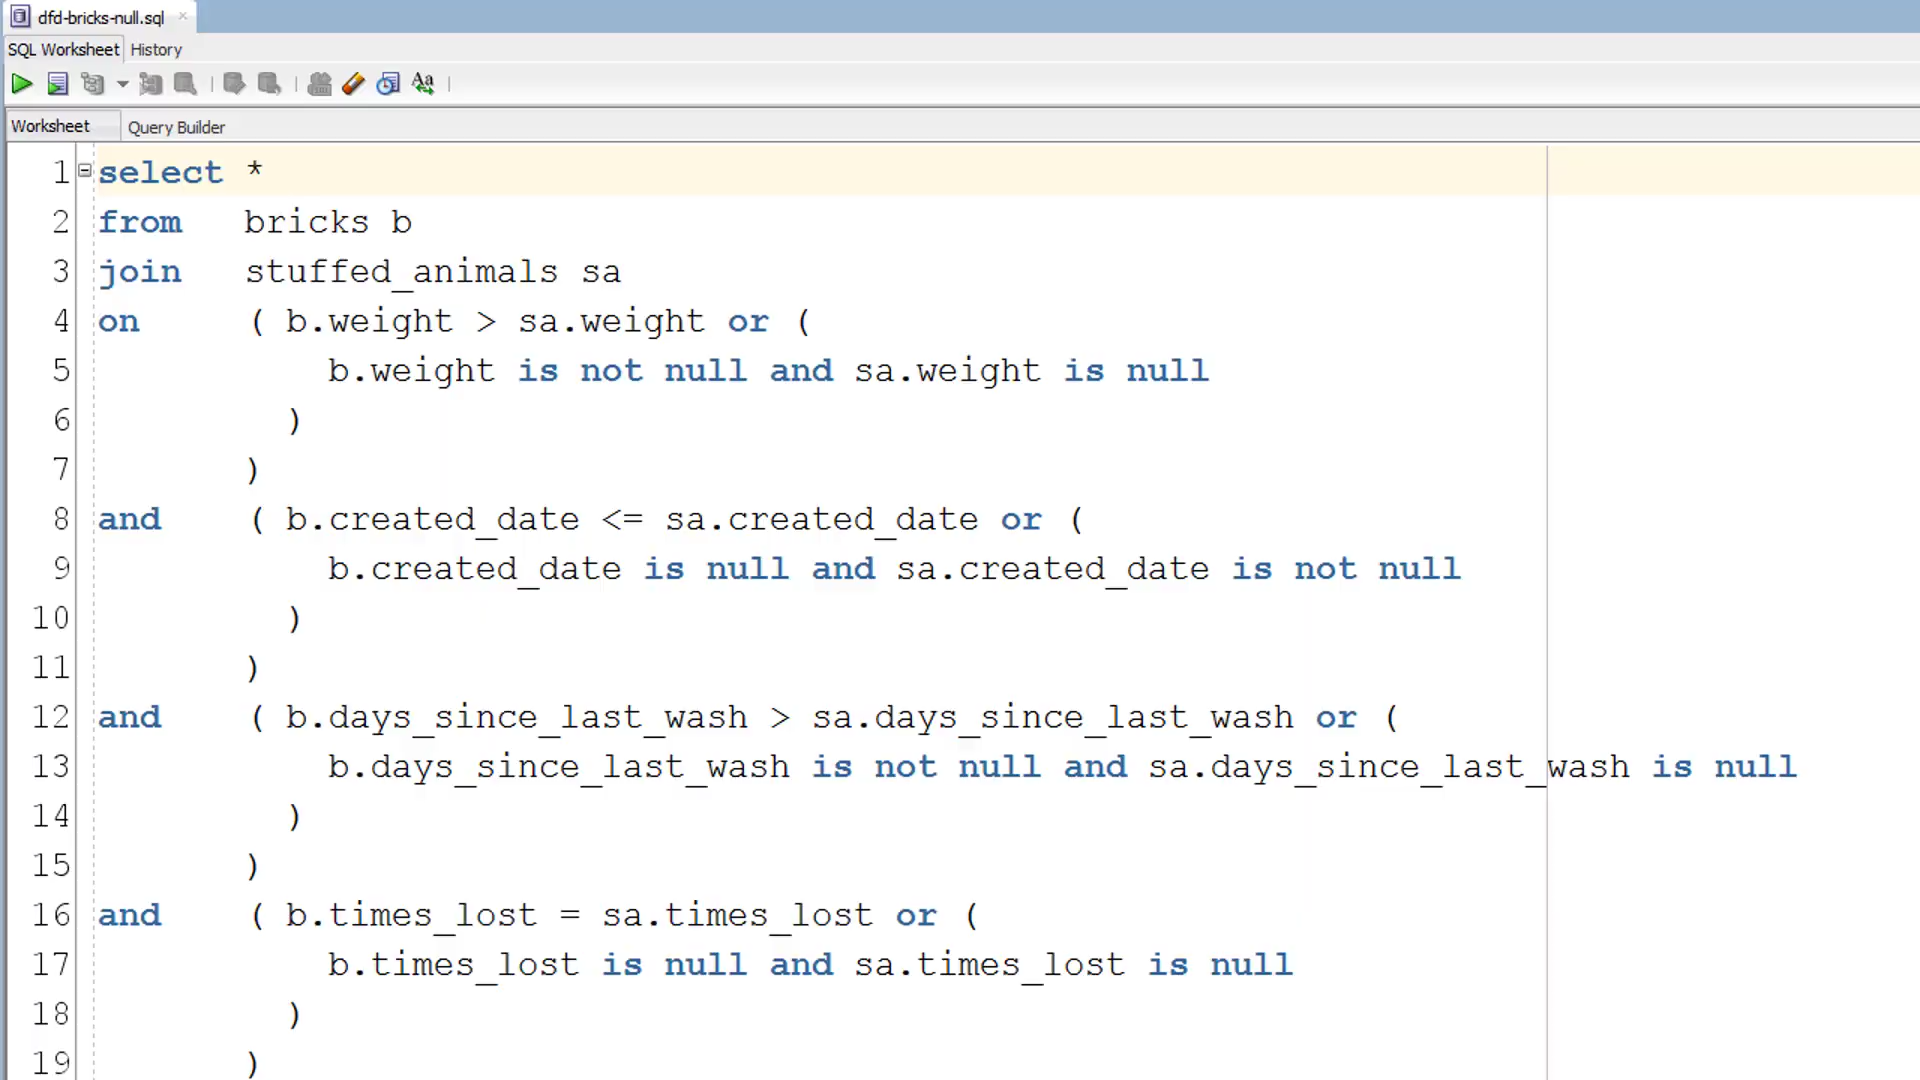 dfd-bricks-null.sql
SQL Worksheet History
Worksheet Query Builder
1 select *
2 from bricks b
3 join stuffed_animals sa
4 on ( b.weight > sa.weight or (
5 b.weight is not null and sa.weight is null
6 )
7 )
8 and ( b.created_date <= sa.created_date or (
9 b.created_date is null and sa.created_date is not null
10 )
11 )
12 and ( b.days_since_last_wash > sa.days_since_last_wash or (
13 b.days_since_last_wash is not null and sa.days_since_last_wash is null
14 )
15 )
16 and ( b.times_lost = sa.times_lost or (
17 b.times_lost is null and sa.times_lost is null
18 )
19 )